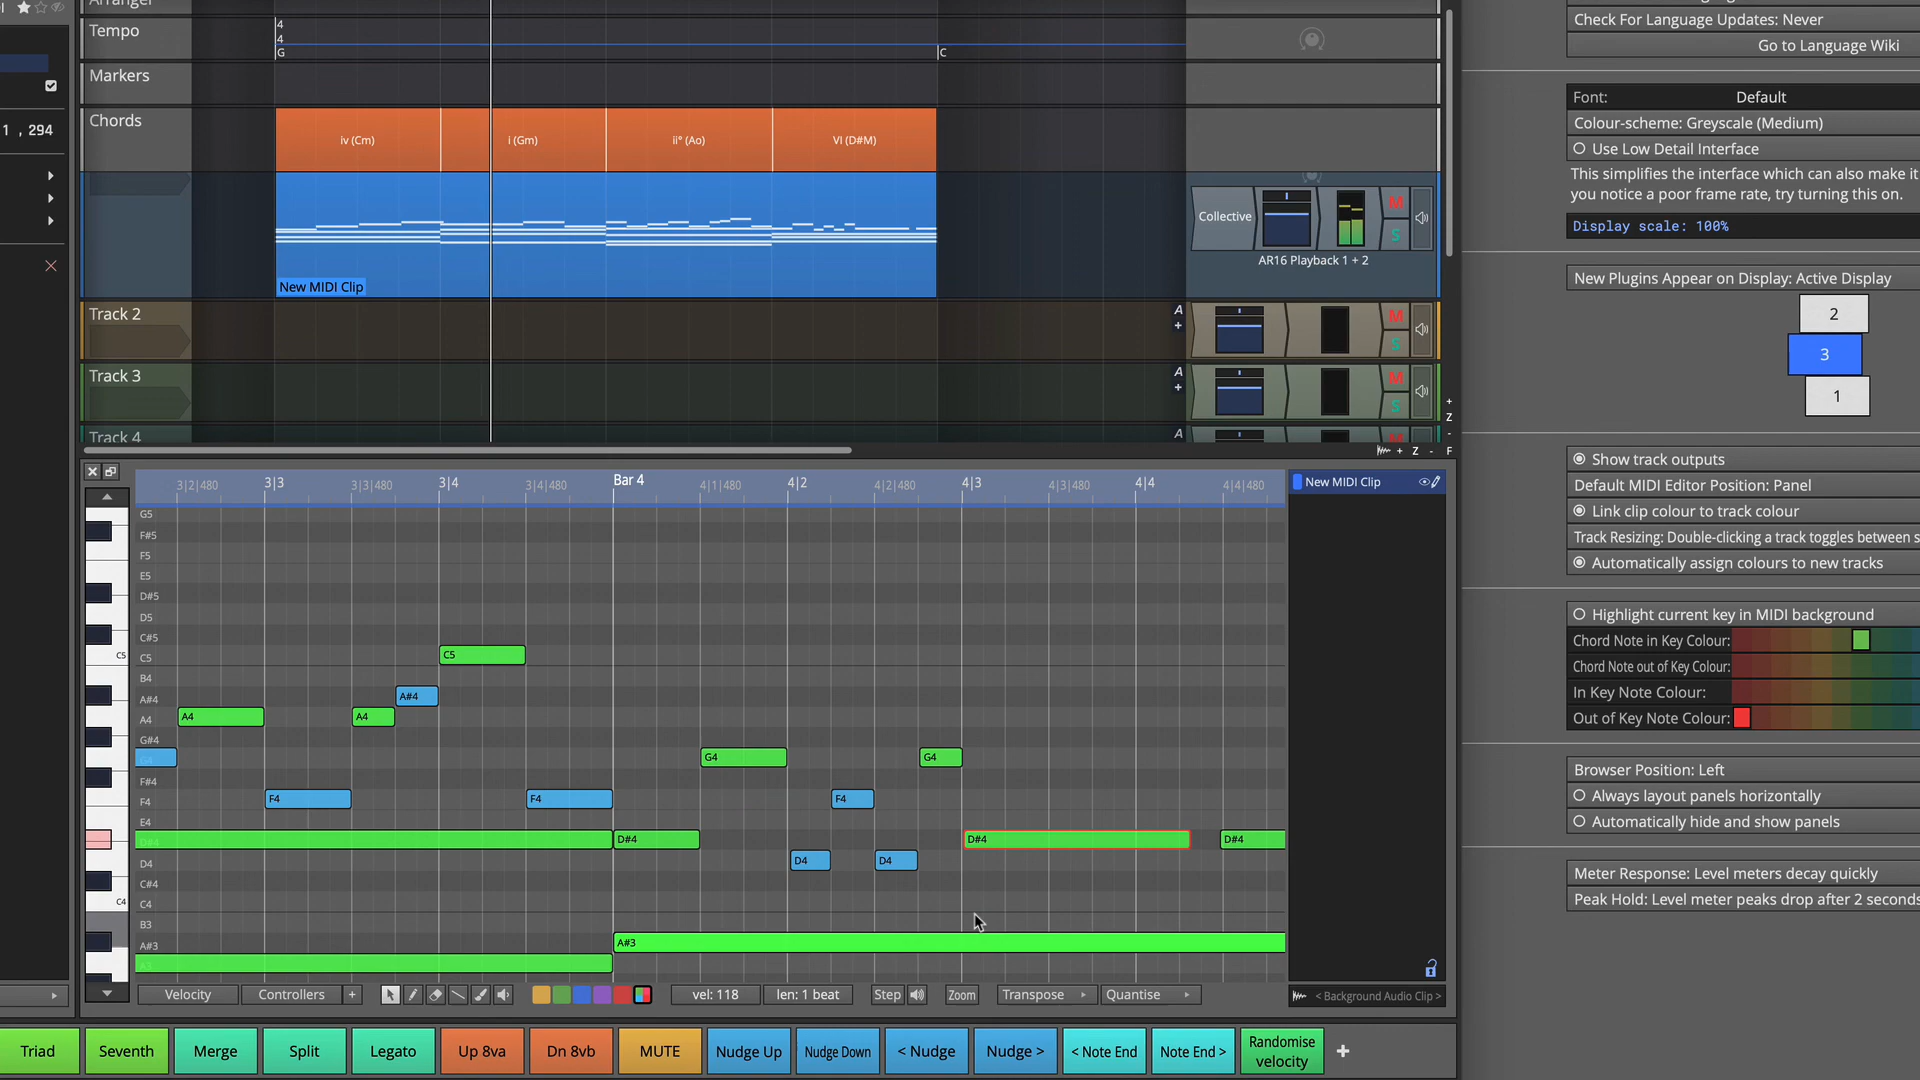 Arranger
Tempo
4
4
G
C
Markers
Chords
iv (Cm)
i (Gm)
ii° (Ao)
VI (D#M)
1 , 294
New MIDI Clip
Collective
M
S
AR16 Playback 1 + 2
Track 2
A
+
M
S
Track 3
A
+
M
S
Track 4
A
+
Z
-
+ Z - F
3|2|480
3|3
3|3|480
3|4
3|4|480
Bar 4
4|1|480
4|2
4|2|480
4|3
4|3|480
4|4
4|4|480
New MIDI Clip
G5
F#5
F5
E5
D#5
D5
C#5
C5
C5
B4
A#4
A4
G#4
F#4
F4
E4
D4
C#4
C4
C4
B3
A#3
C5
A#4
A4
A4
G4
G4
F4
F4
F4
D#4
D#4
D#4
D4
D4
A#3
Velocity
Controllers
+
vel: 118
len: 1 beat
Step
Zoom
Transpose
Quantise
< Background Audio Clip >
Triad
Seventh
Merge
Split
Legato
Up 8va
Dn 8vb
MUTE
Nudge Up
Nudge Down
< Nudge
Nudge >
< Note End
Note End >
Randomise
velocity
+
Check For Language Updates: Never
Go to Language Wiki
Font:
Default
Colour-scheme: Greyscale (Medium)
Use Low Detail Interface
This simplifies the interface which can also make it
you notice a poor frame rate, try turning this on.
Display scale: 100%
New Plugins Appear on Display: Active Display
2
3
1
Show track outputs
Default MIDI Editor Position: Panel
Link clip colour to track colour
Track Resizing: Double-clicking a track toggles between s
Automatically assign colours to new tracks
Highlight current key in MIDI background
Chord Note in Key Colour:
Chord Note out of Key Colour:
In Key Note Colour:
Out of Key Note Colour:
Browser Position: Left
Always layout panels horizontally
Automatically hide and show panels
Meter Response: Level meters decay quickly
Peak Hold: Level meter peaks drop after 2 seconds